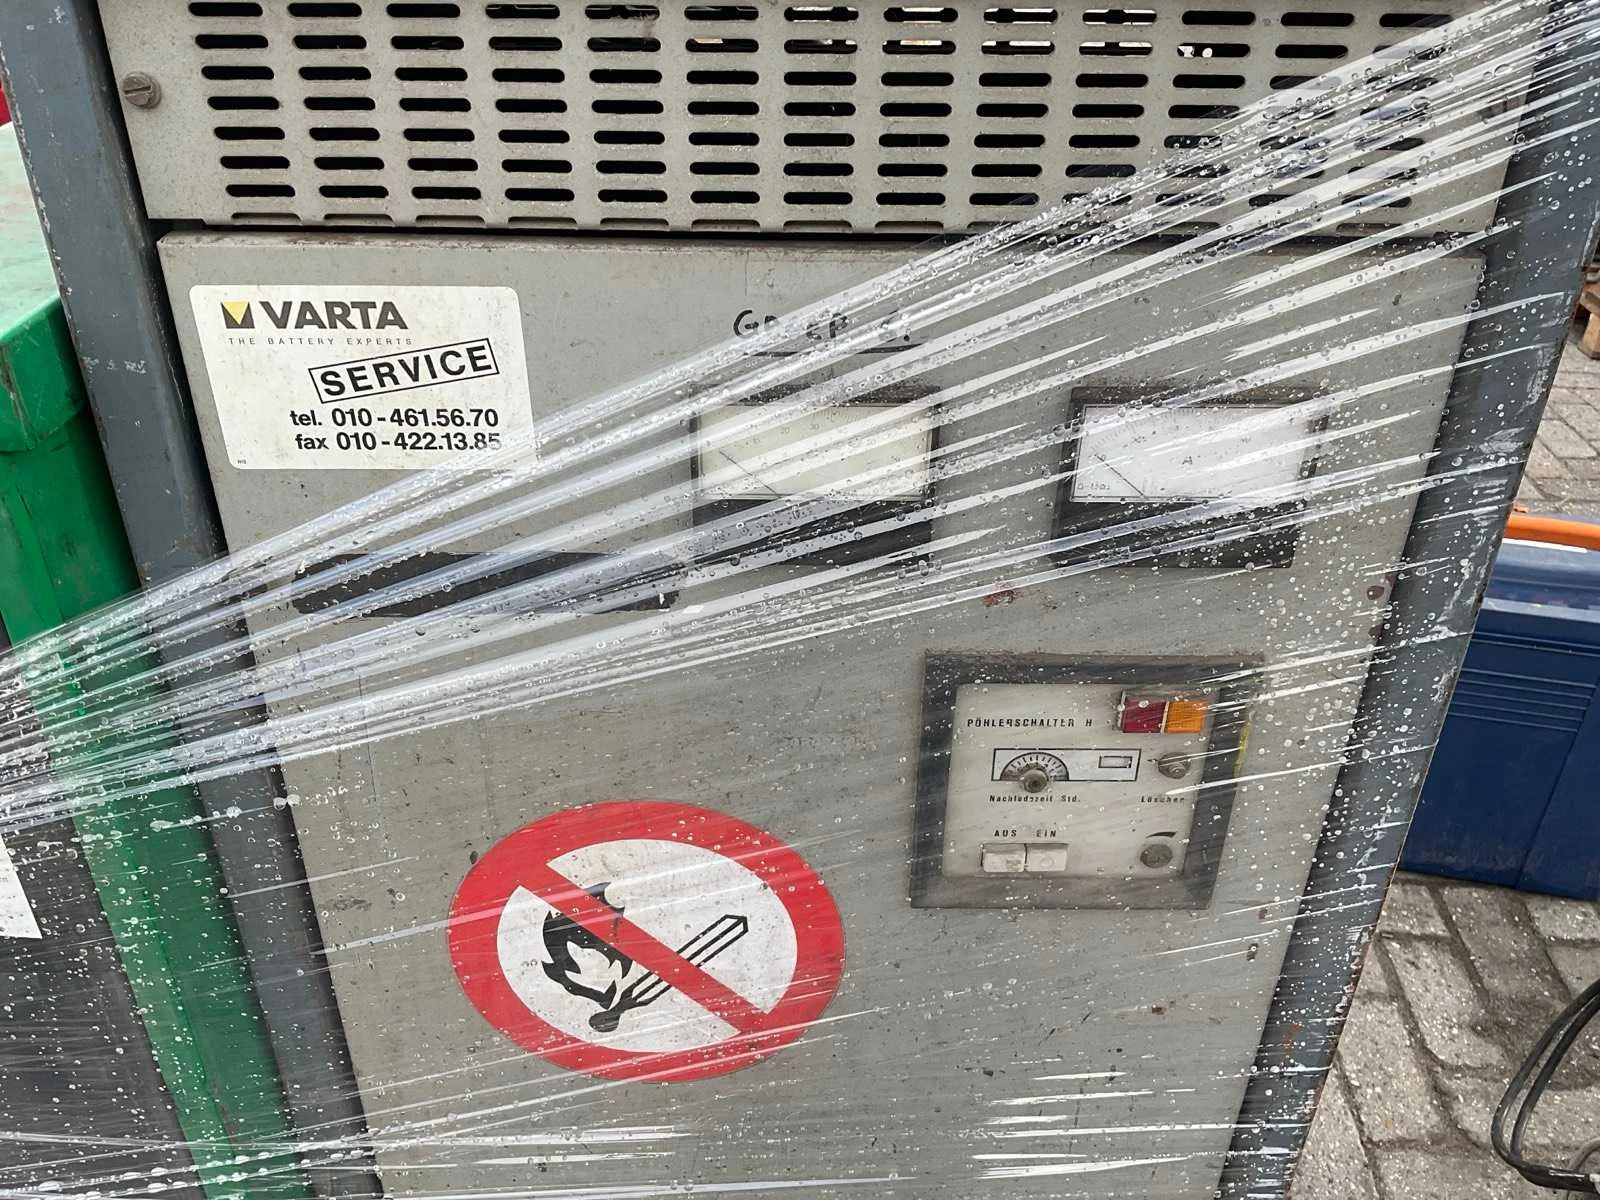 VARTA
THE BATTERY EXPERTS
SERVICE
tel. 010-461.56.70
fax 010-422.13.85
A
PÖHLERSCHALTER H
Nachladezeit Std.
Löschen
AUS EIN